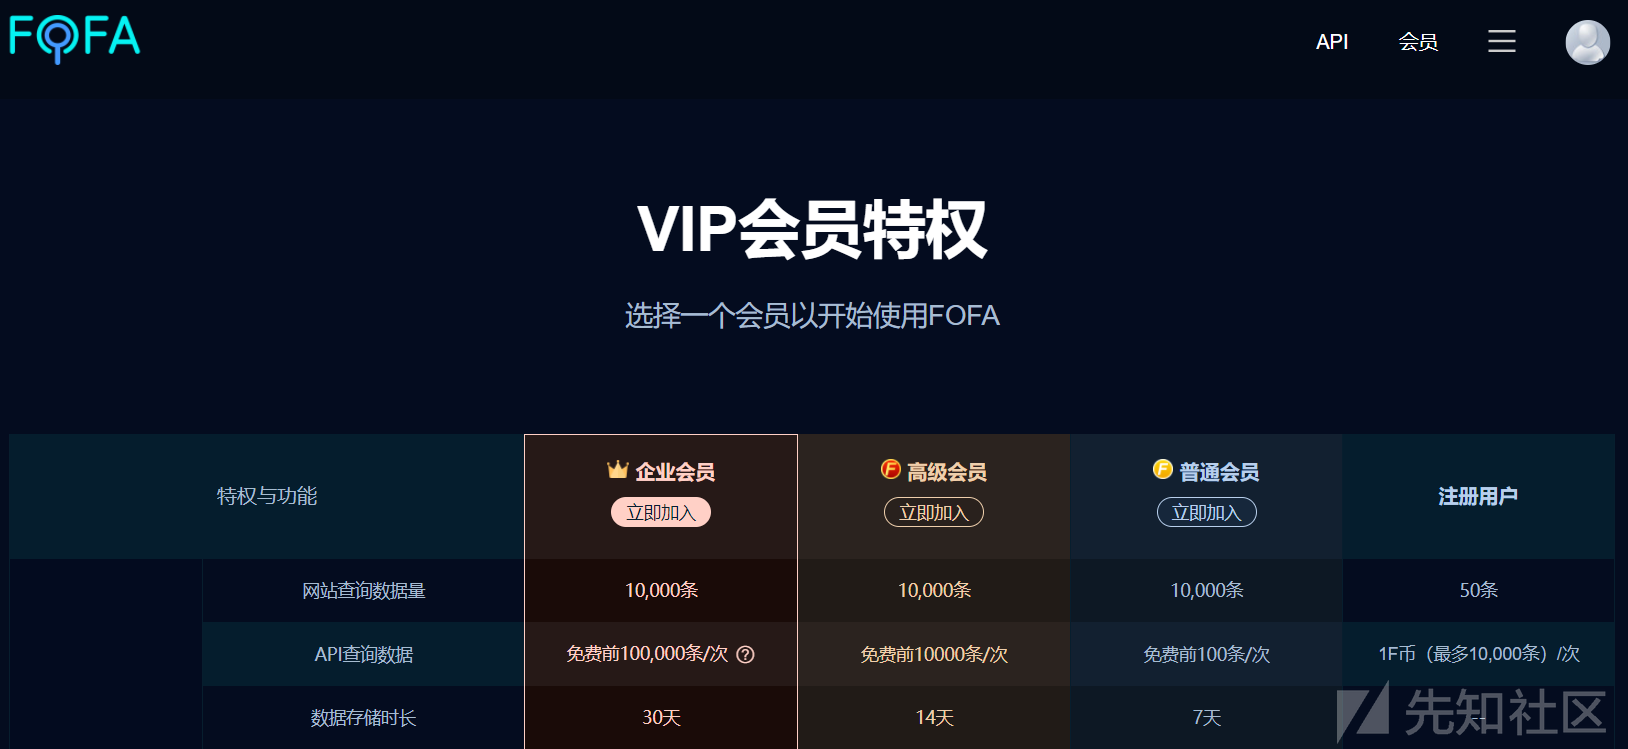 FOFA
API 会员
VIP会员特权
选择一个会员以开始使用FOFA
特权与功能 企业会员 高级会员 普通会员 注册用户
立即加入 立即加入 立即加入
网站查询数据量 10,000条 10,000条 10,000条 50条
API查询数据 免费前100,000条/次 ? 免费前10000条/次 免费前100条/次 1F币（最多10,000条）/次
数据存储时长 30天 14天 7天 --
先知社区